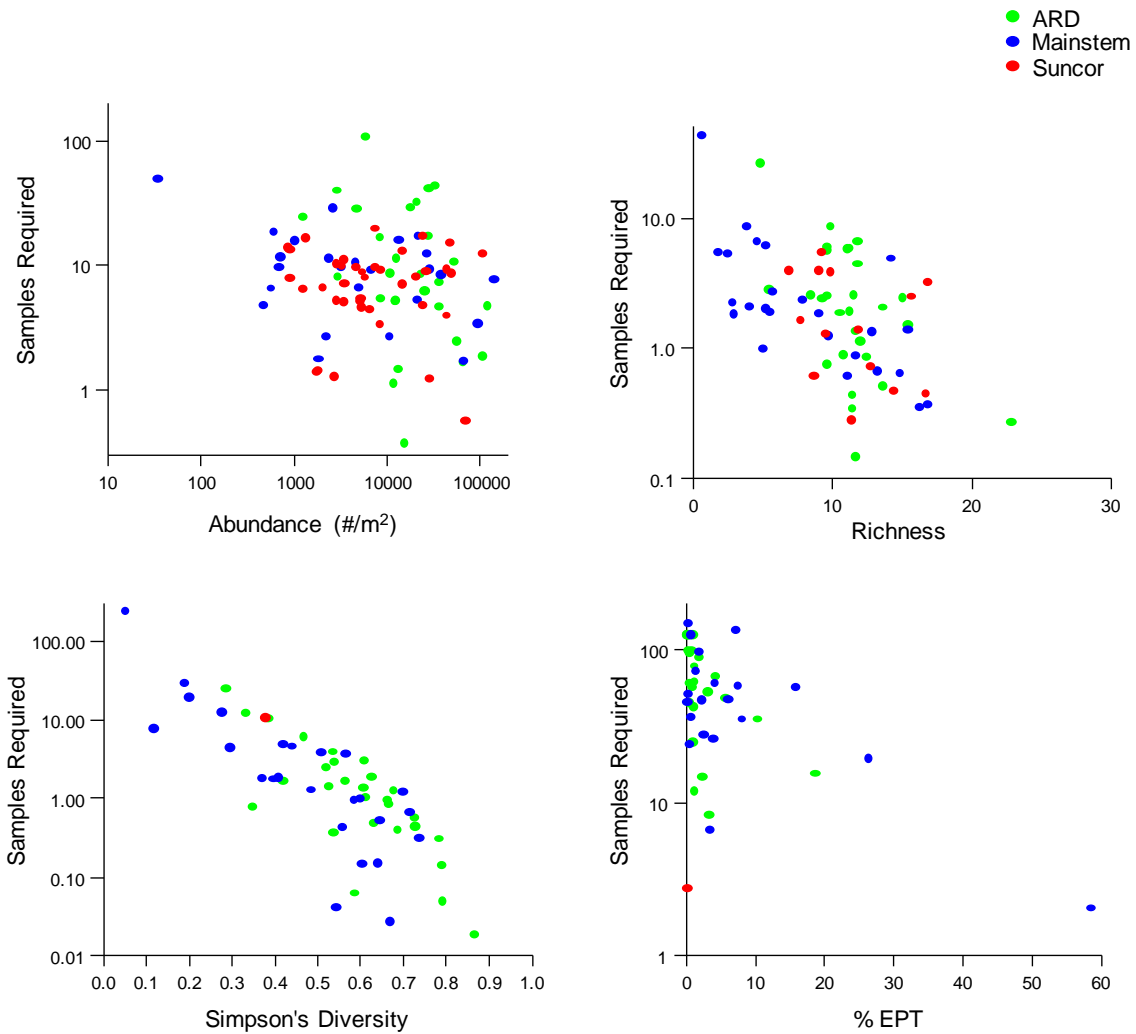 ARD
Mainstem
Suncor
100
10
1
10
100
1000
10000
100000
Samples Required
Abundance (#/m²)
10.0
1.0
0.1
0
10
20
30
Samples Required
Richness
100.00
10.00
1.00
0.10
0.01
0.0 0.1 0.2 0.3 0.4 0.5 0.6 0.7 0.8 0.9 1.0
Samples Required
Simpson's Diversity
100
10
1
0 10 20 30 40 50 60
Samples Required
% EPT